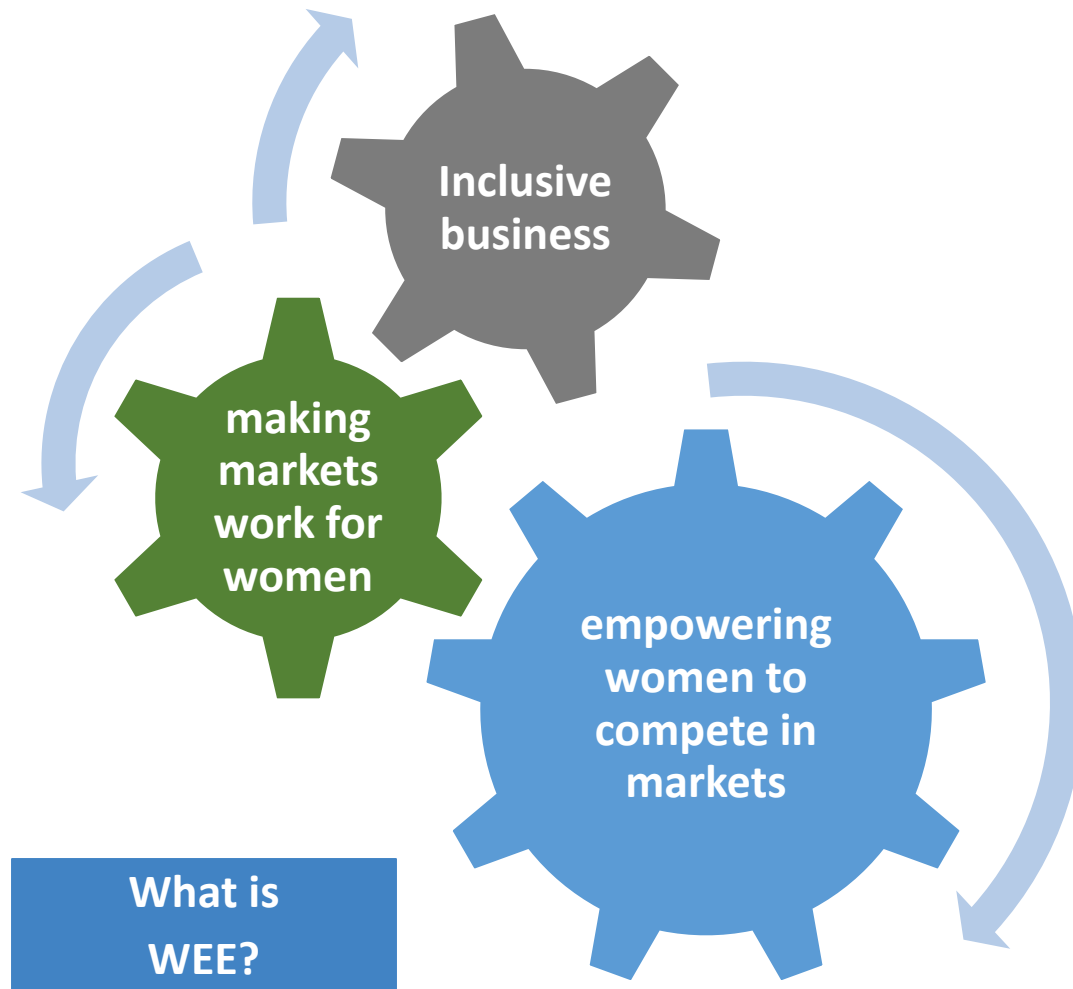 Inclusive
business
making
markets
work for
women
empowering
women to
compete in
markets
What is
WEE?